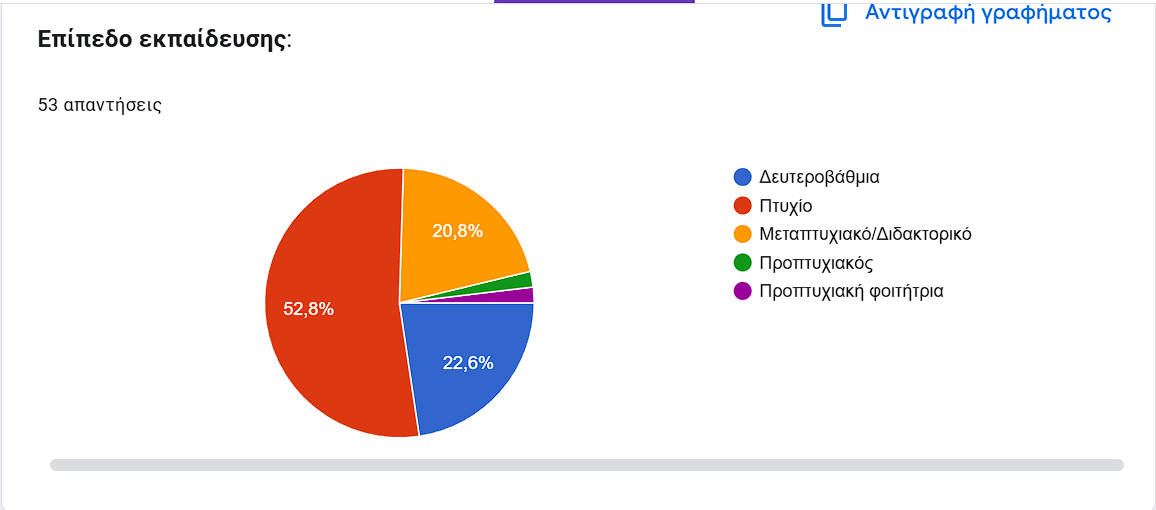 Αντιγραφή γραφήματος
Επίπεδο εκπαίδευσης:
53 απαντήσεις
20,8%
52,8%
22,6%
Δευτεροβάθμια
Πτυχίο
Μεταπτυχιακό/Διδακτορικό
Προπτυχιακός
Προπτυχιακή φοιτήτρια